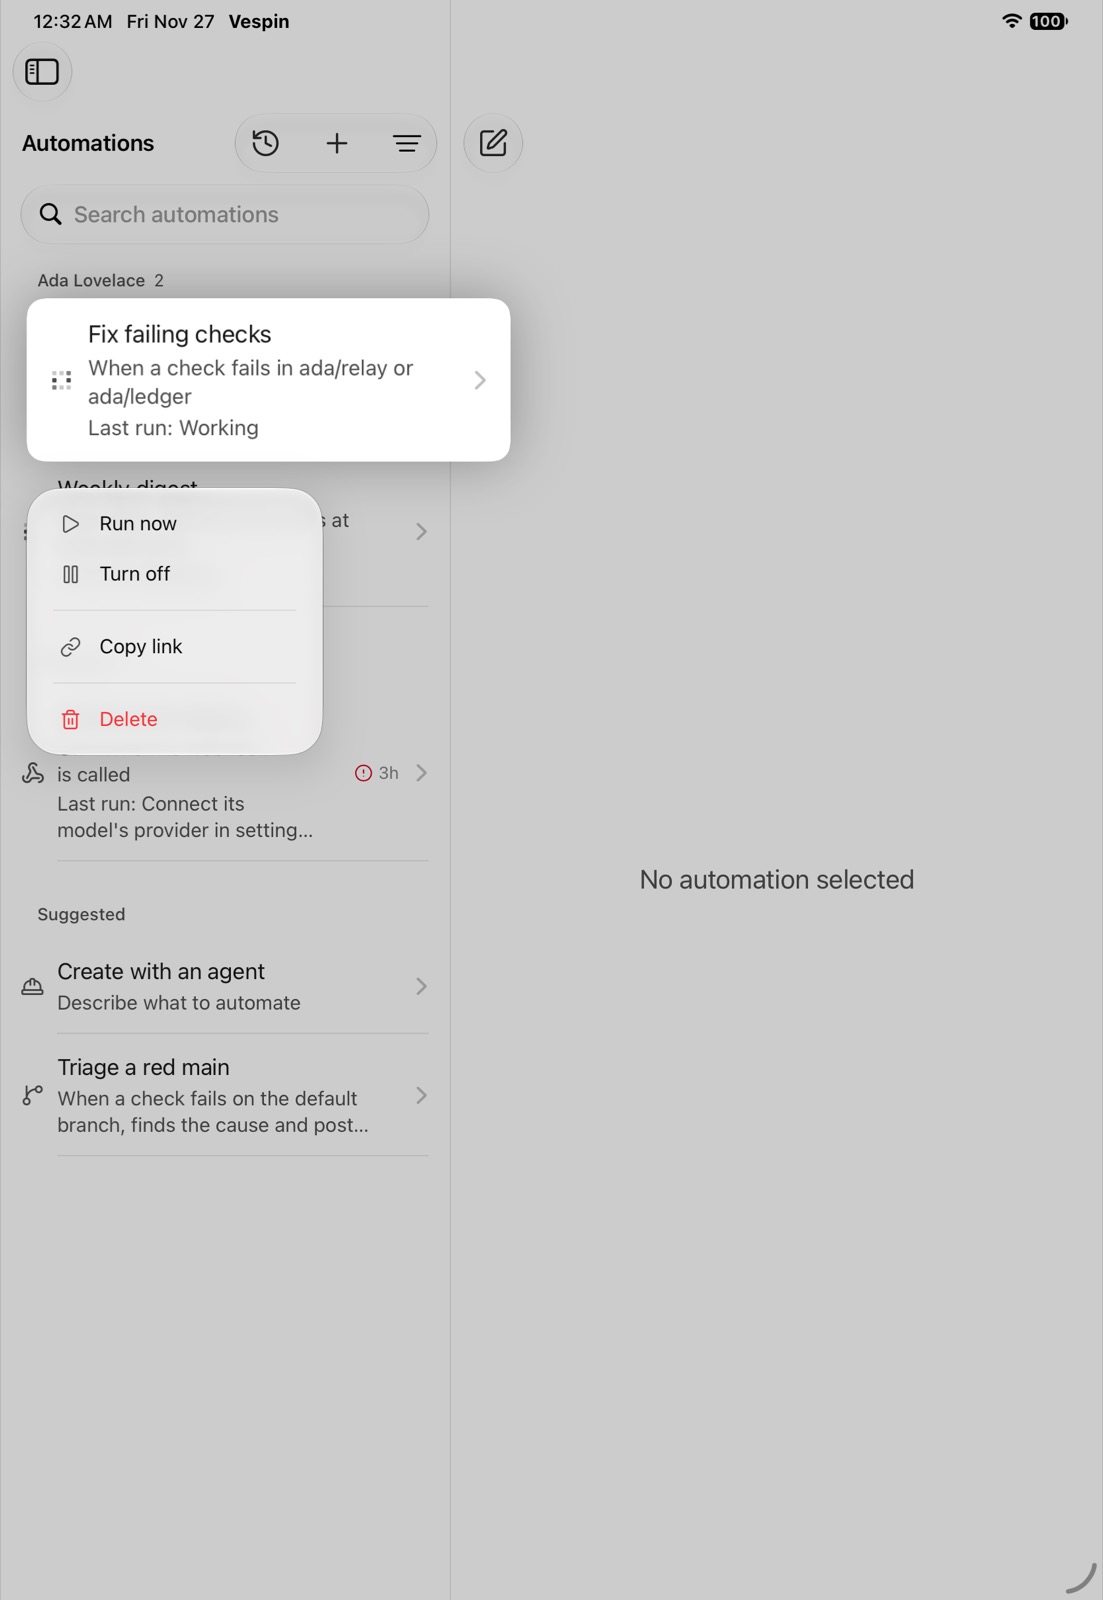 12:32 AM Fri Nov 27 Vespin
100
Automations
Search automations
Ada Lovelace 2
Fix failing checks
When a check fails in ada/relay or
ada/ledger
Last run: Working
Weekly digest
s at
Run now
Turn off
Copy link
Delete
is called
3h
Last run: Connect its
model's provider in setting...
No automation selected
Suggested
Create with an agent
Describe what to automate
Triage a red main
When a check fails on the default
branch, finds the cause and post...